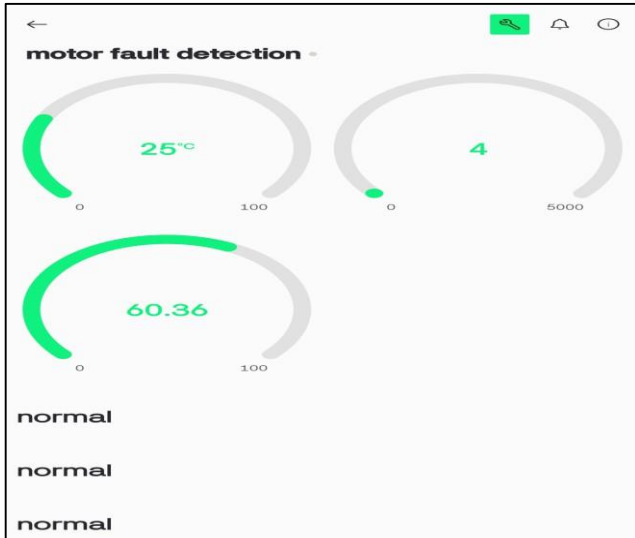 motor fault detection
25°C
4
0 100
0 5000
60.36
0 100
normal
normal
normal